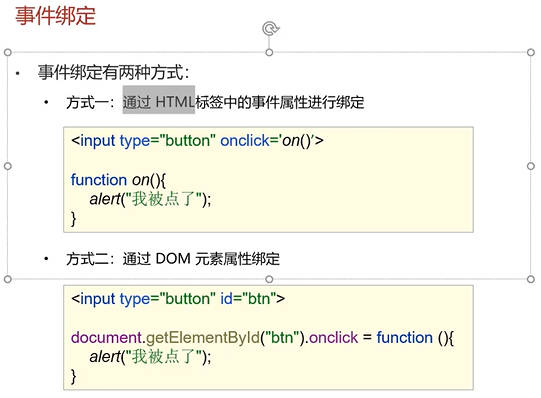 事件绑定
• 事件绑定有两种方式：
• 方式一：通过 HTML标签中的事件属性进行绑定
<input type="button" onclick='on()’>
function on(){
alert("我被点了");
}
• 方式二：通过 DOM 元素属性绑定
<input type="button" id="btn">
document.getElementById("btn").onclick = function (){
alert("我被点了");
}